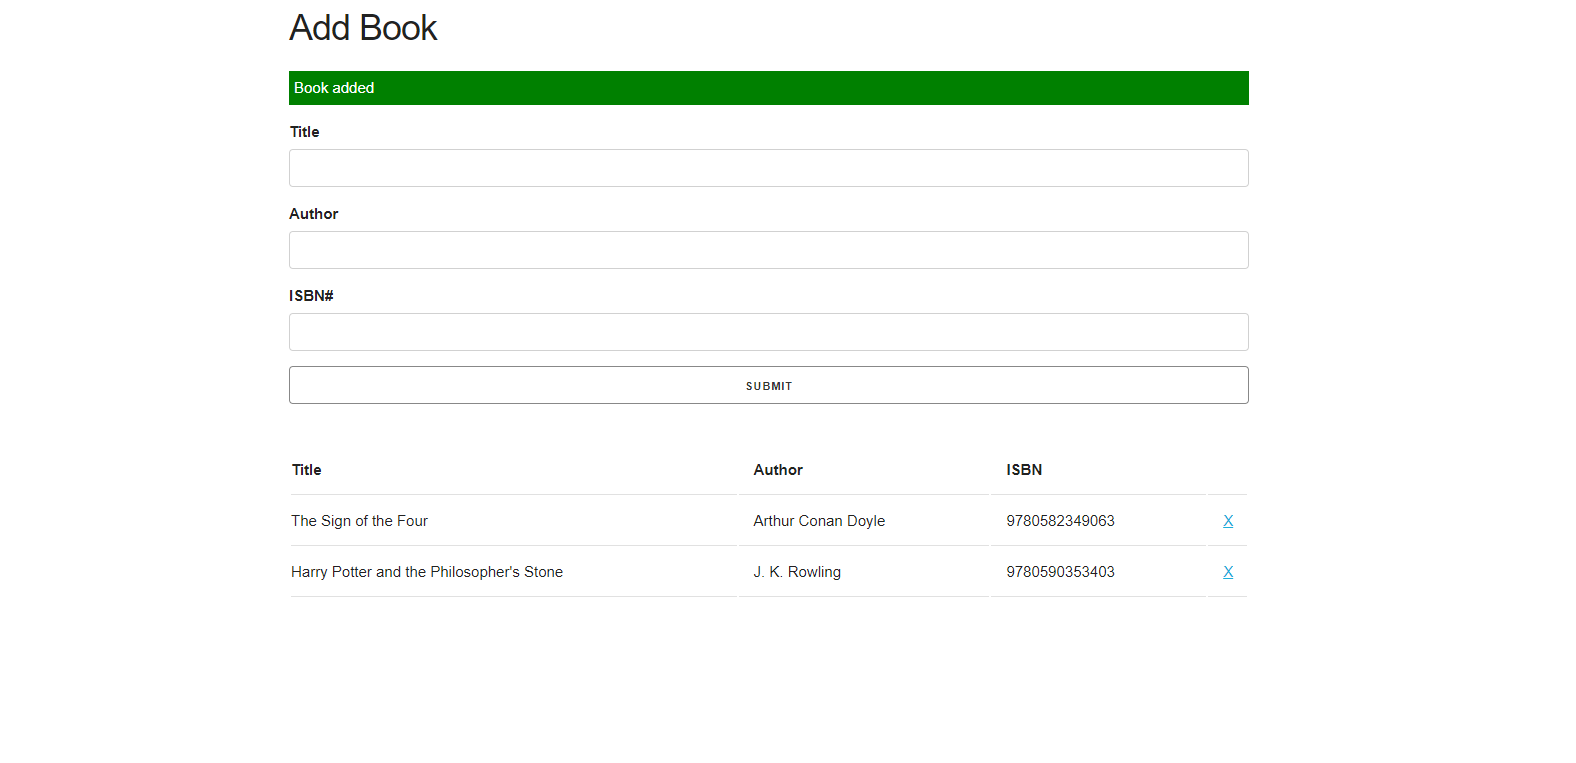 Add Book
Book added
Title
Author
ISBN#
SUBMIT
Title Author ISBN
The Sign of the Four Arthur Conan Doyle 9780582349063 X
Harry Potter and the Philosopher's Stone J. K. Rowling 9780590353403 X